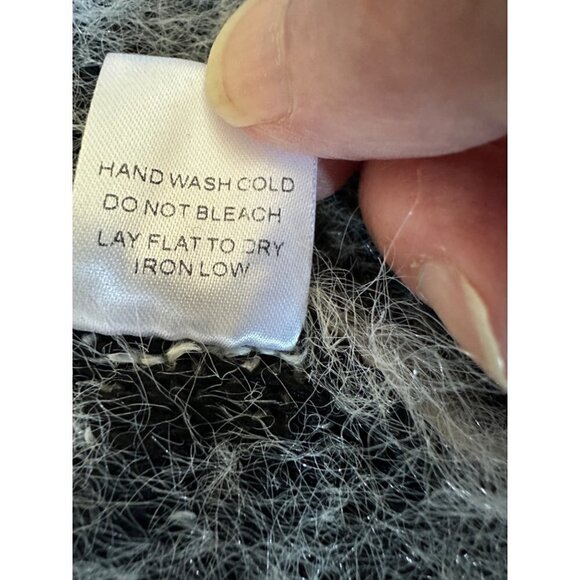 HAND WASH COLD
DO NOT BLEACH
LAY FLAT TO DRY
IRON LOW